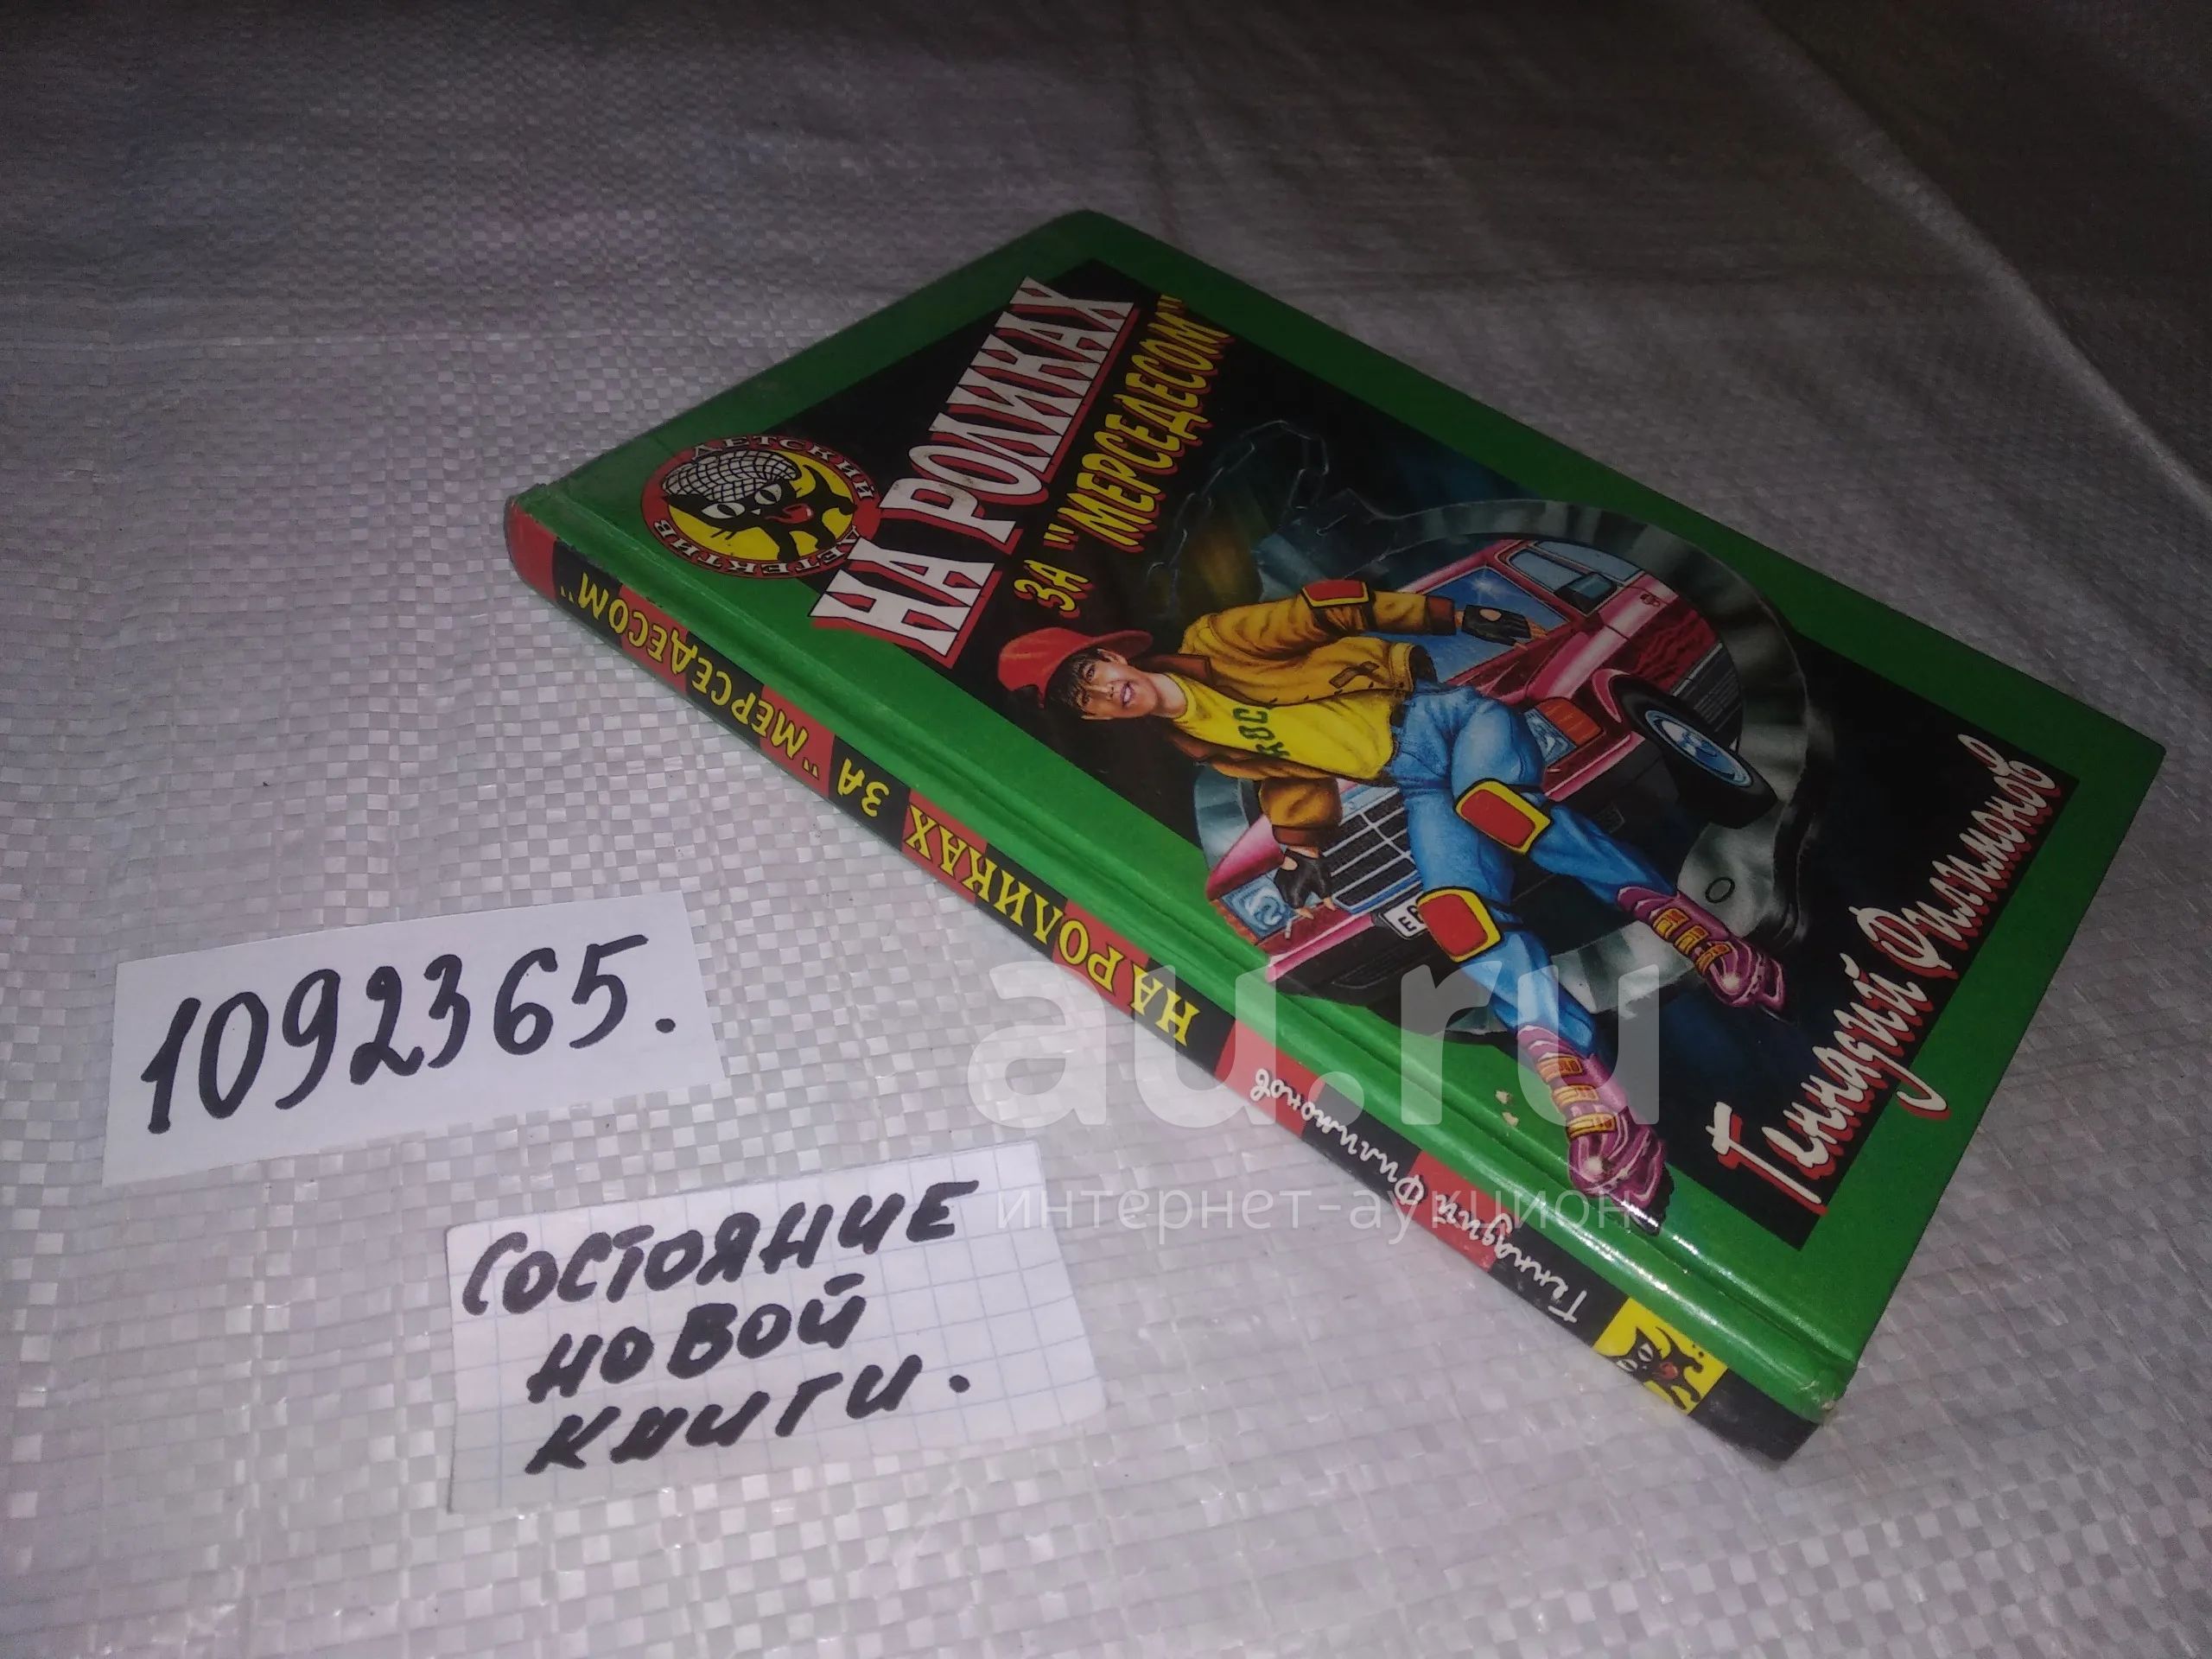 ДЕТСКИЙ ДЕТЕКТИВ
НА РОЛИКАХ
ЗА "МЕРСЕДЕСОМ"
ROC
Геннадий Филимонов
Геннадий Филимонов НА РОЛИКАХ ЗА "МЕРСЕДЕСОМ"
1092365.
СОСТОЯНИЕ
НОВОЙ
КНИГИ.
au.ru
интернет-аукцион